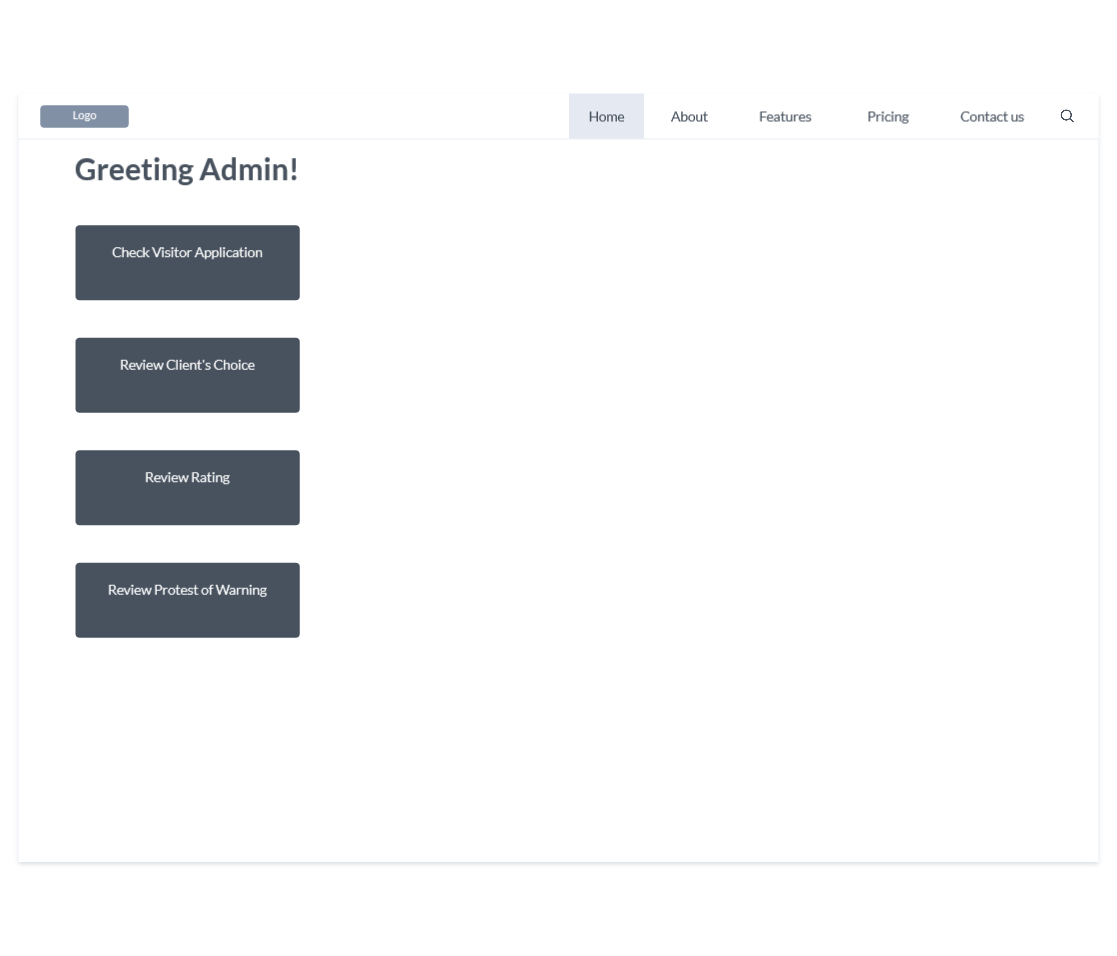 Logo
Home About Features Pricing Contact us
Greeting Admin!
Check Visitor Application
Review Client's Choice
Review Rating
Review Protest of Warning